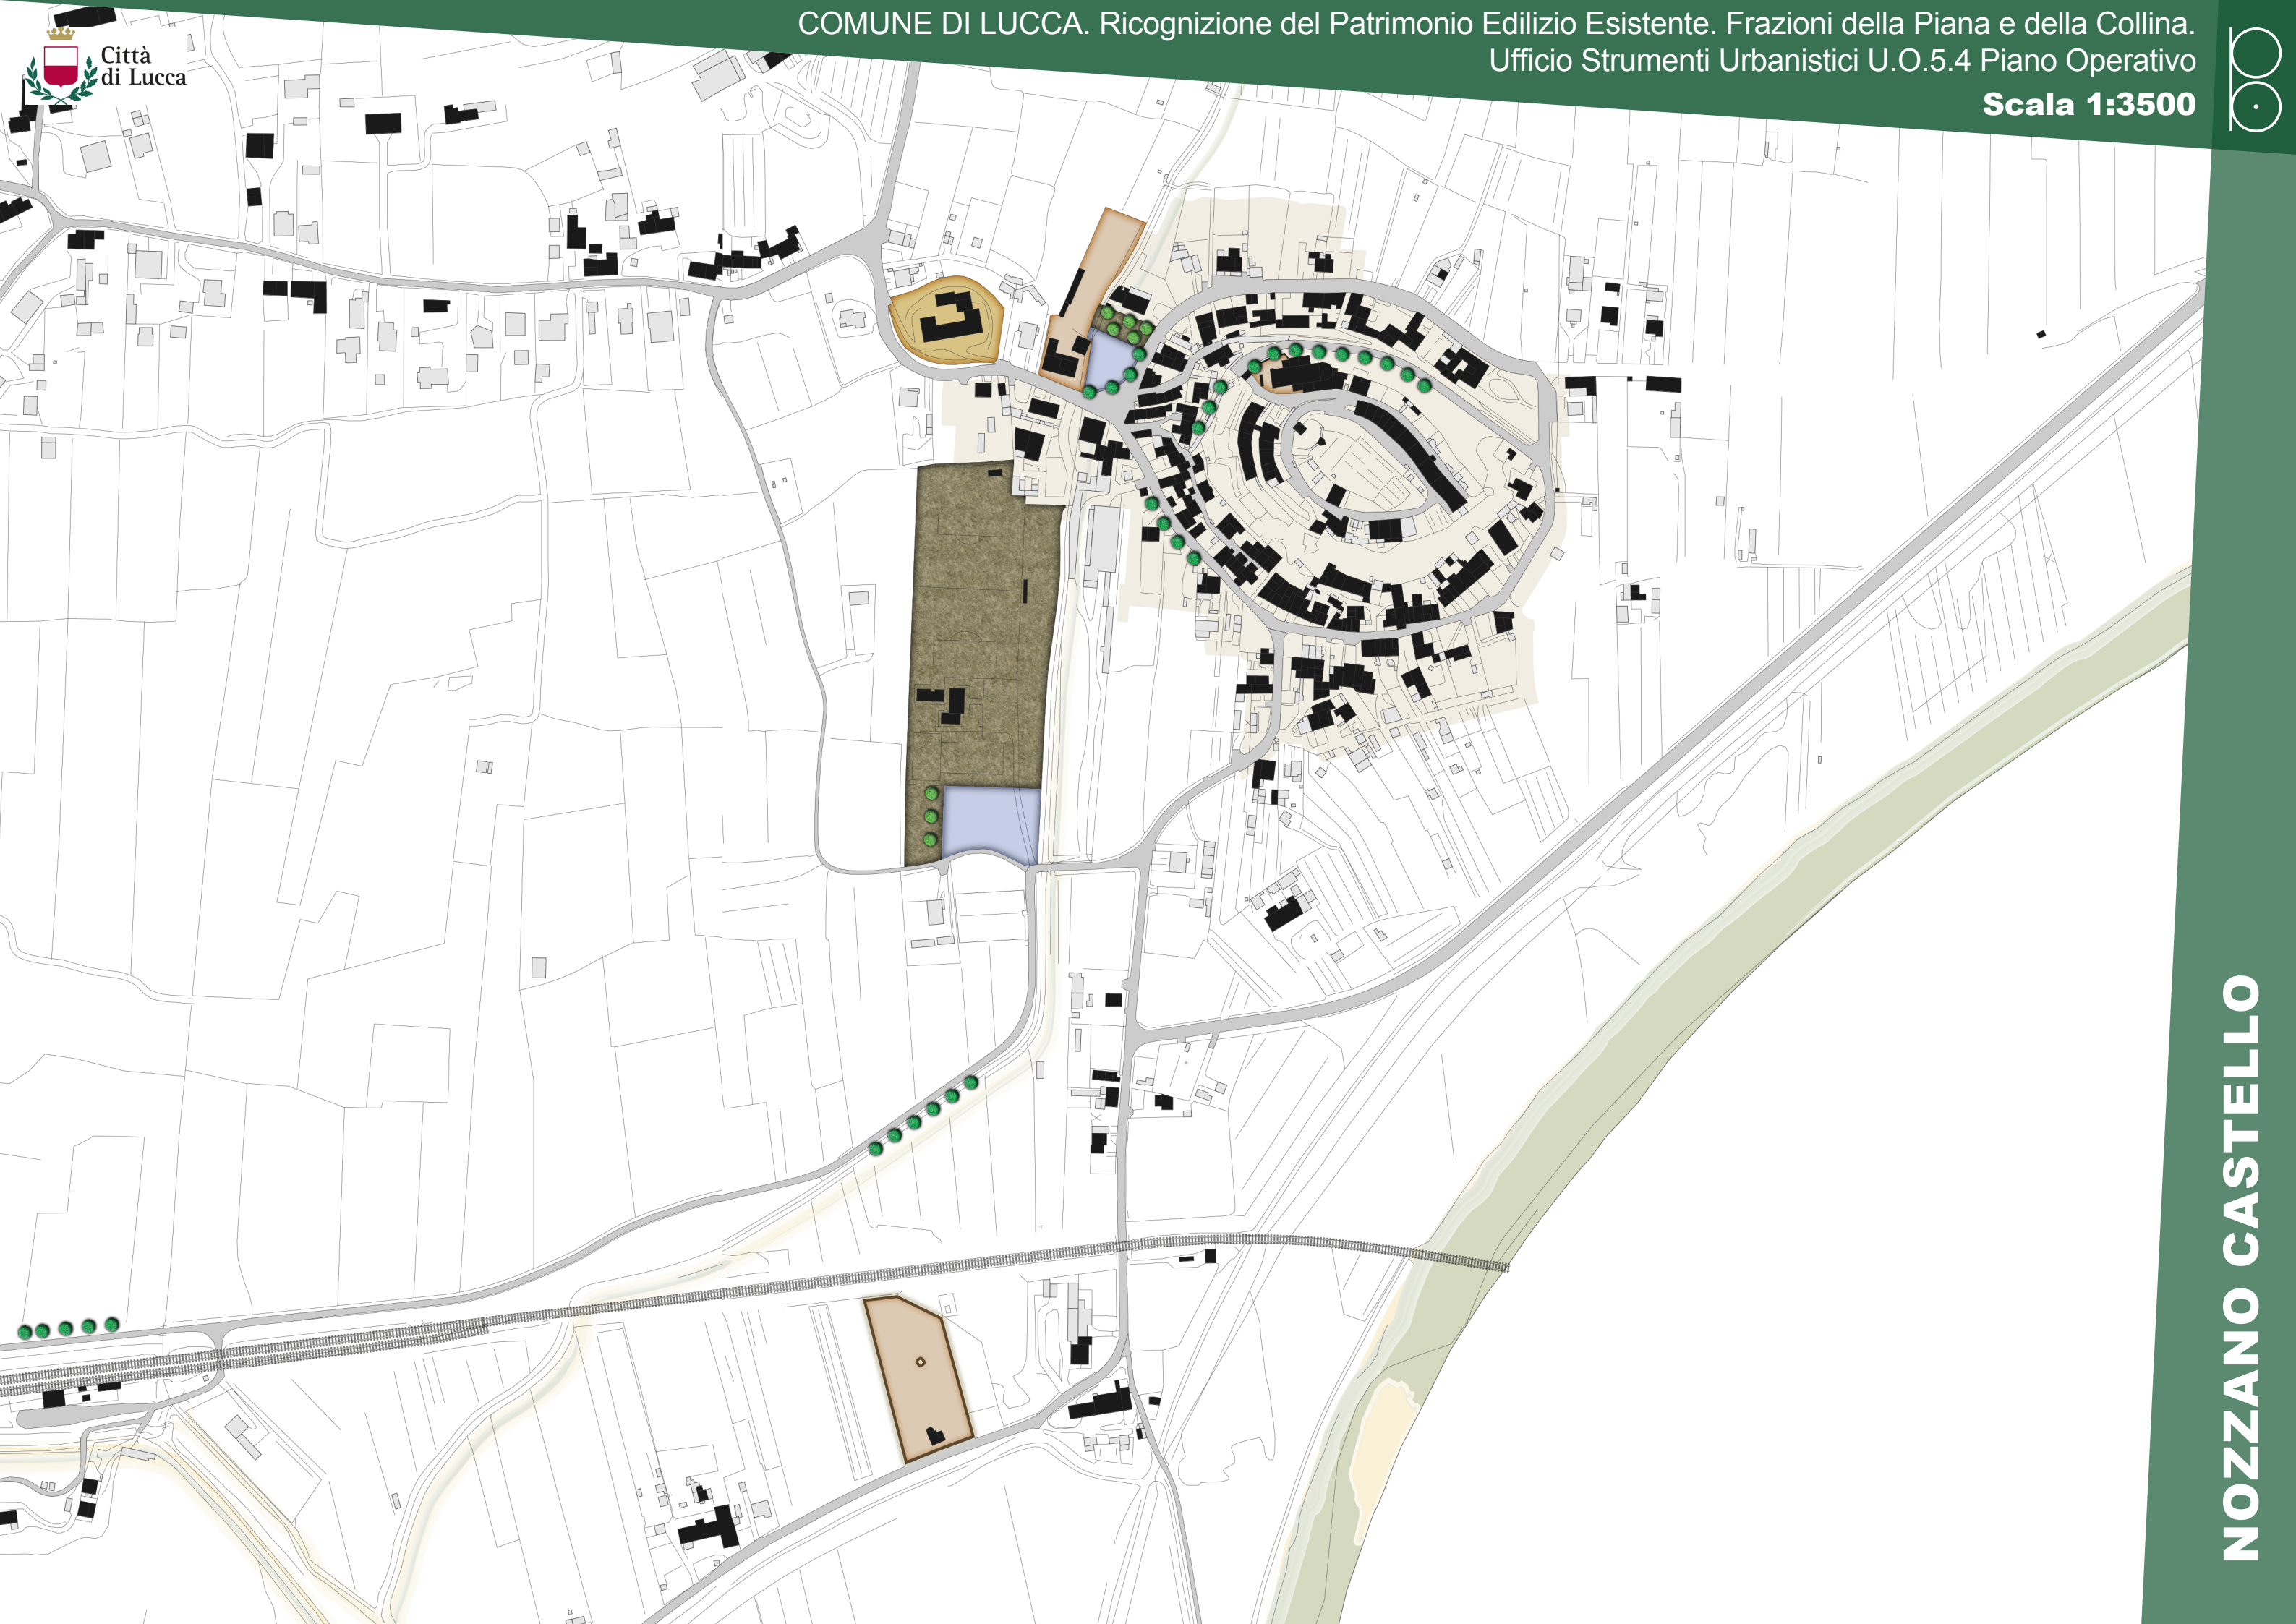 COMUNE DI LUCCA. Ricognizione del Patrimonio Edilizio Esistente. Frazioni della Piana e della Collina.
Ufficio Strumenti Urbanistici U.O.5.4 Piano Operativo
Scala 1:3500
Città
di Lucca
NOZZANO CASTELLO